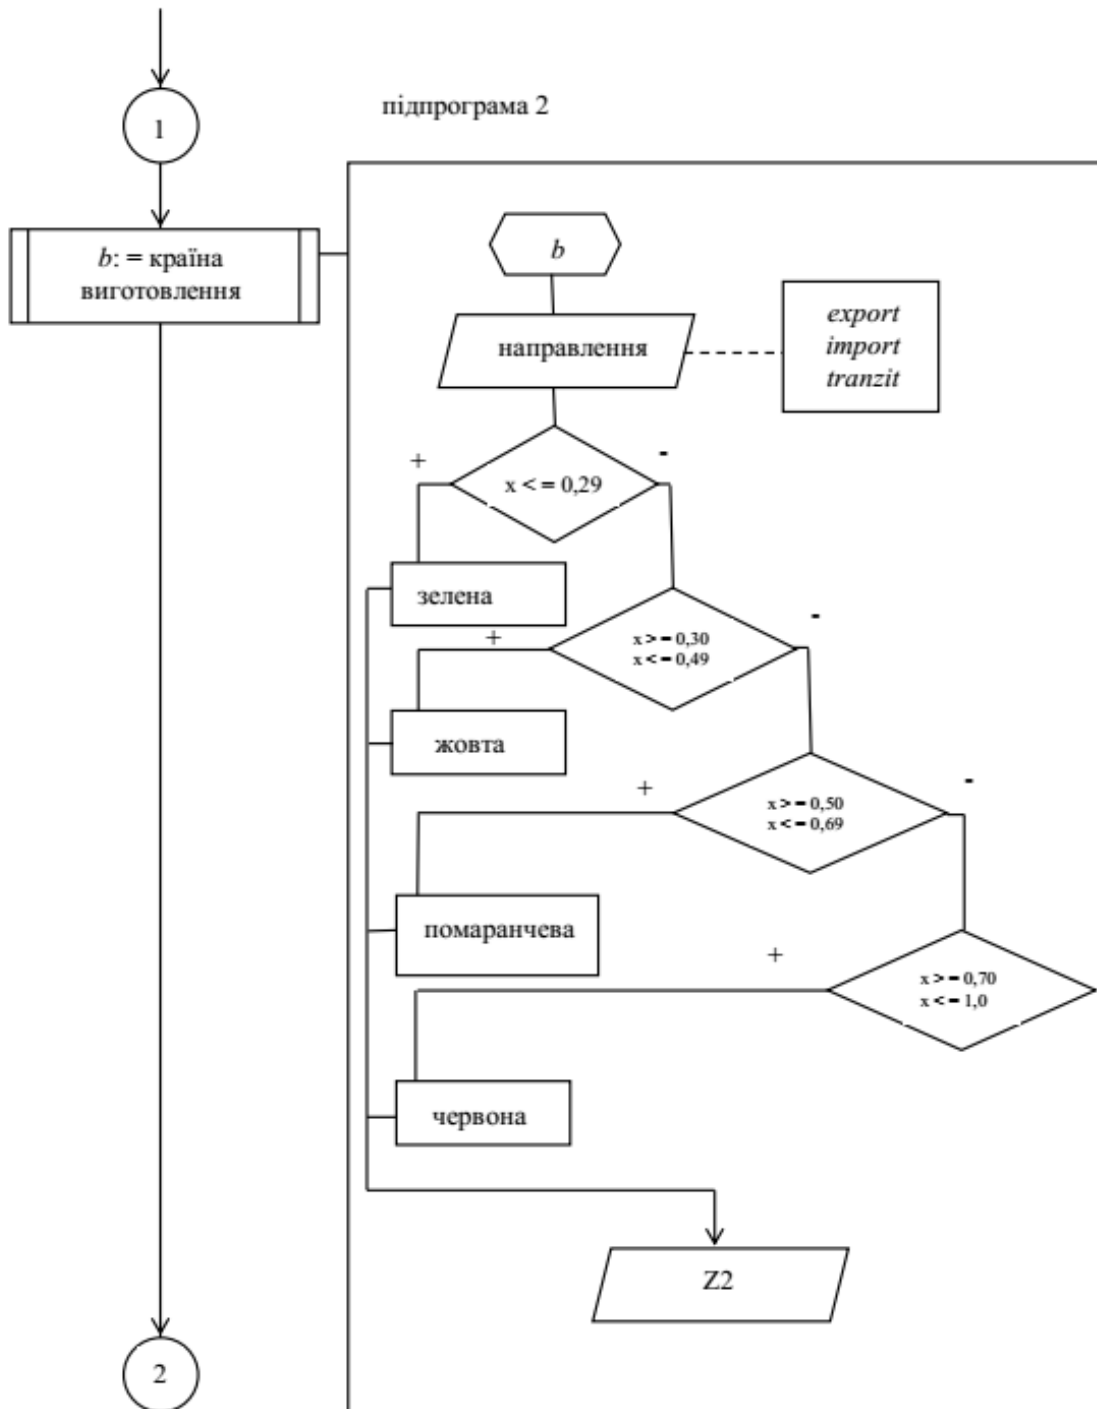 підпрограма 2
1
b: = країна
виготовлення
b
направлення
export
import
tranzit
+
-
x < = 0,29
зелена
+
-
x > = 0,30
x < = 0,49
жовта
+
-
x > = 0,50
x < = 0,69
помаранчева
+
x > = 0,70
x < = 1,0
червона
Z2
2